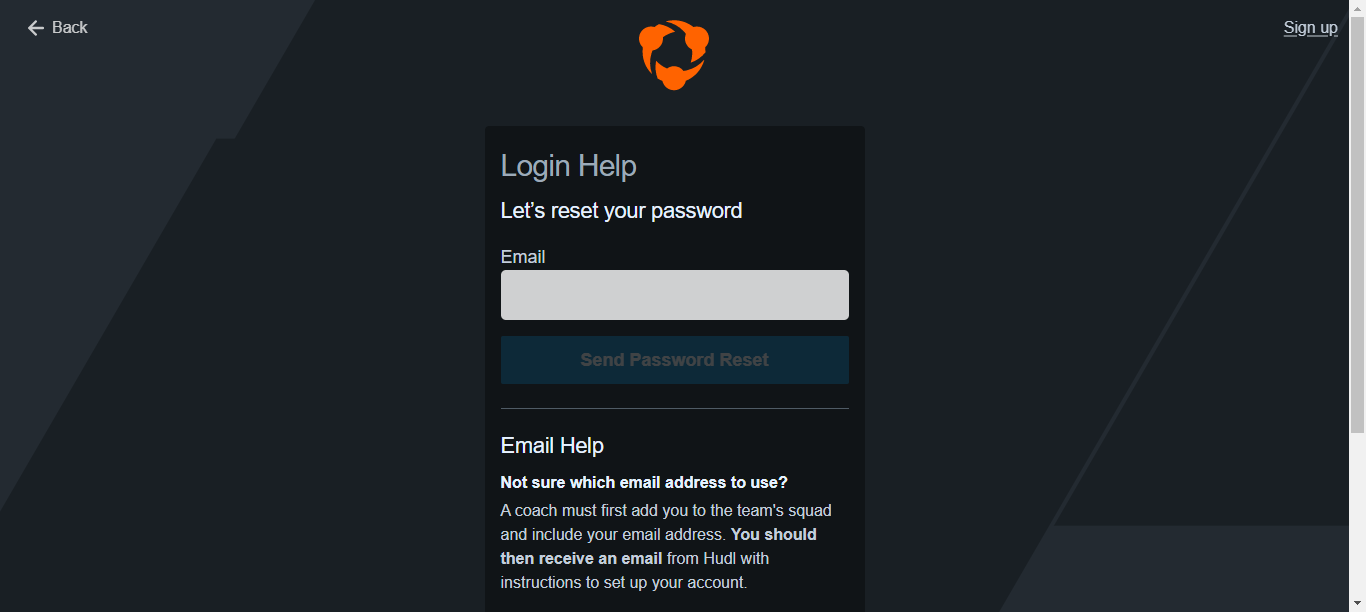 Back
Sign up
Login Help
Let’s reset your password
Email
Send Password Reset
Email Help
Not sure which email address to use?
A coach must first add you to the team's squad
and include your email address. You should
then receive an email from Hudl with
instructions to set up your account.